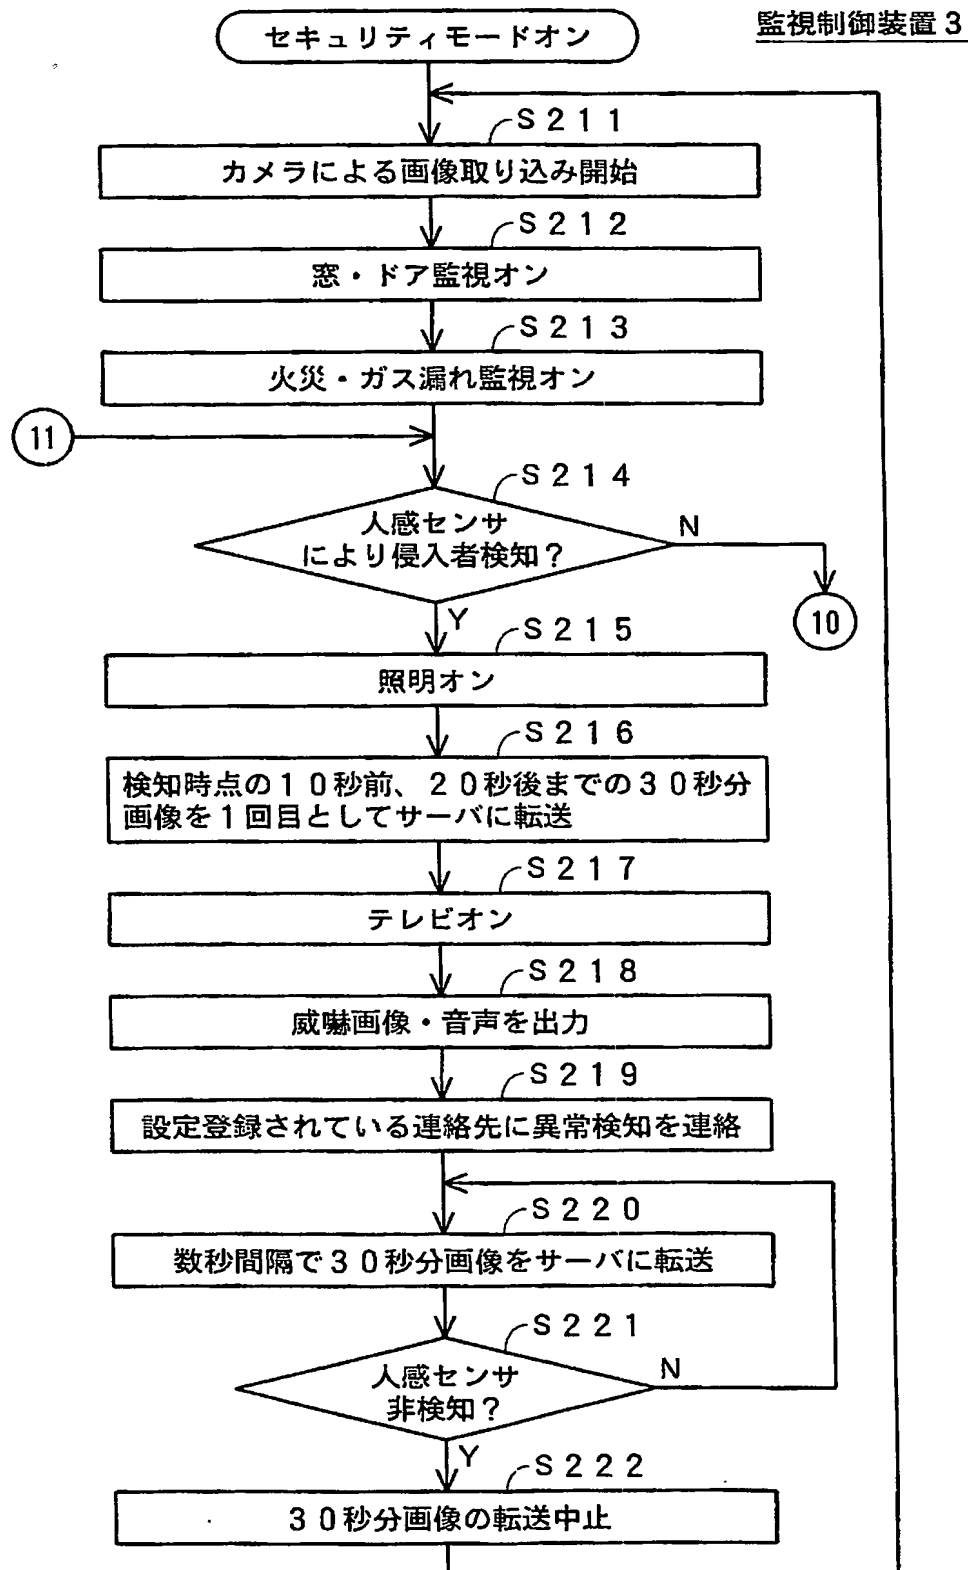 監視制御装置3
セキュリティモードオン
S211
カメラによる画像取り込み開始
S212
窓・ドア監視オン
S213
火災・ガス漏れ監視オン
11
S214
人感センサ
により侵入者検知？
N
10
Y
S215
照明オン
S216
検知時点の10秒前、20秒後までの30秒分
画像を1回目としてサーバに転送
S217
テレビオン
S218
威嚇画像・音声を出力
S219
設定登録されている連絡先に異常検知を連絡
S220
数秒間隔で30秒分画像をサーバに転送
S221
人感センサ
非検知？
N
Y
S222
30秒分画像の転送中止